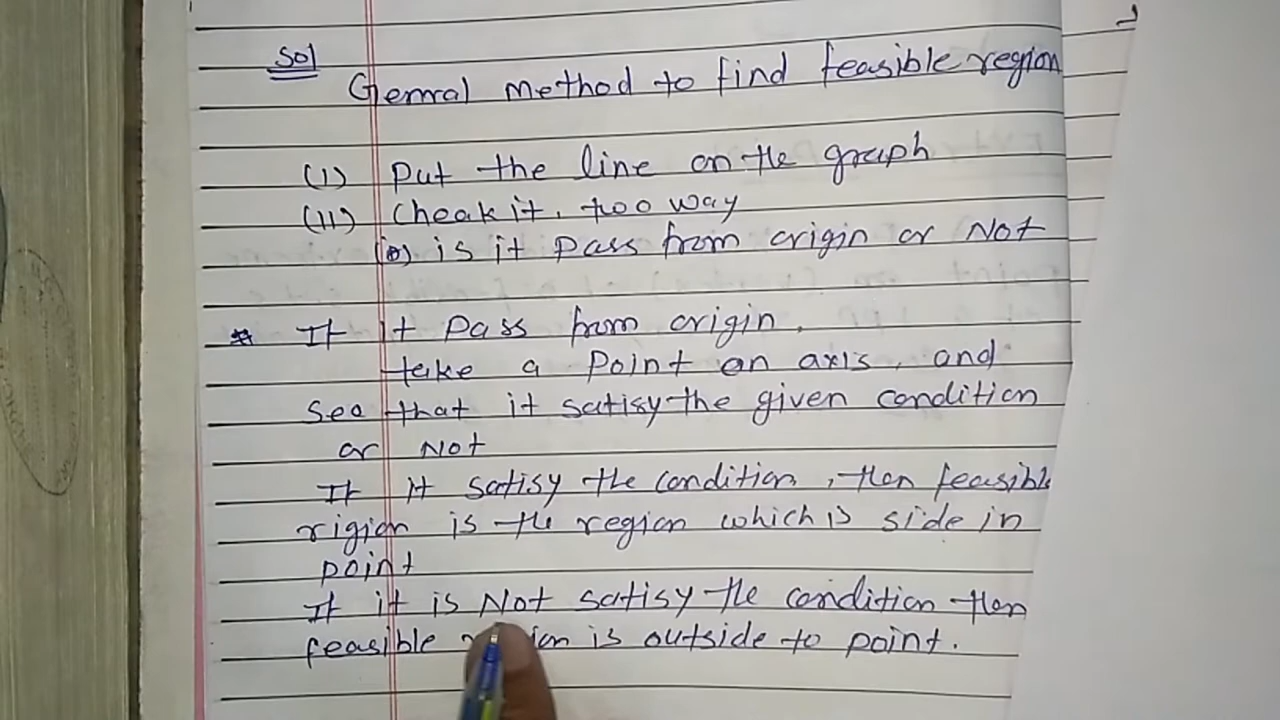 Sol
Genral method to find feasible region
(I) Put the line on the graph
(II) Cheak it, too way
(a) is it pass from origin or Not
* If it pass from origin,
take a point an axis, and
See that it satisy the given condition
or Not
If it satisy the condition, then feasible
rigion is the region which is side in
point
If it is Not satisy the condition then
feasible is outside to point.